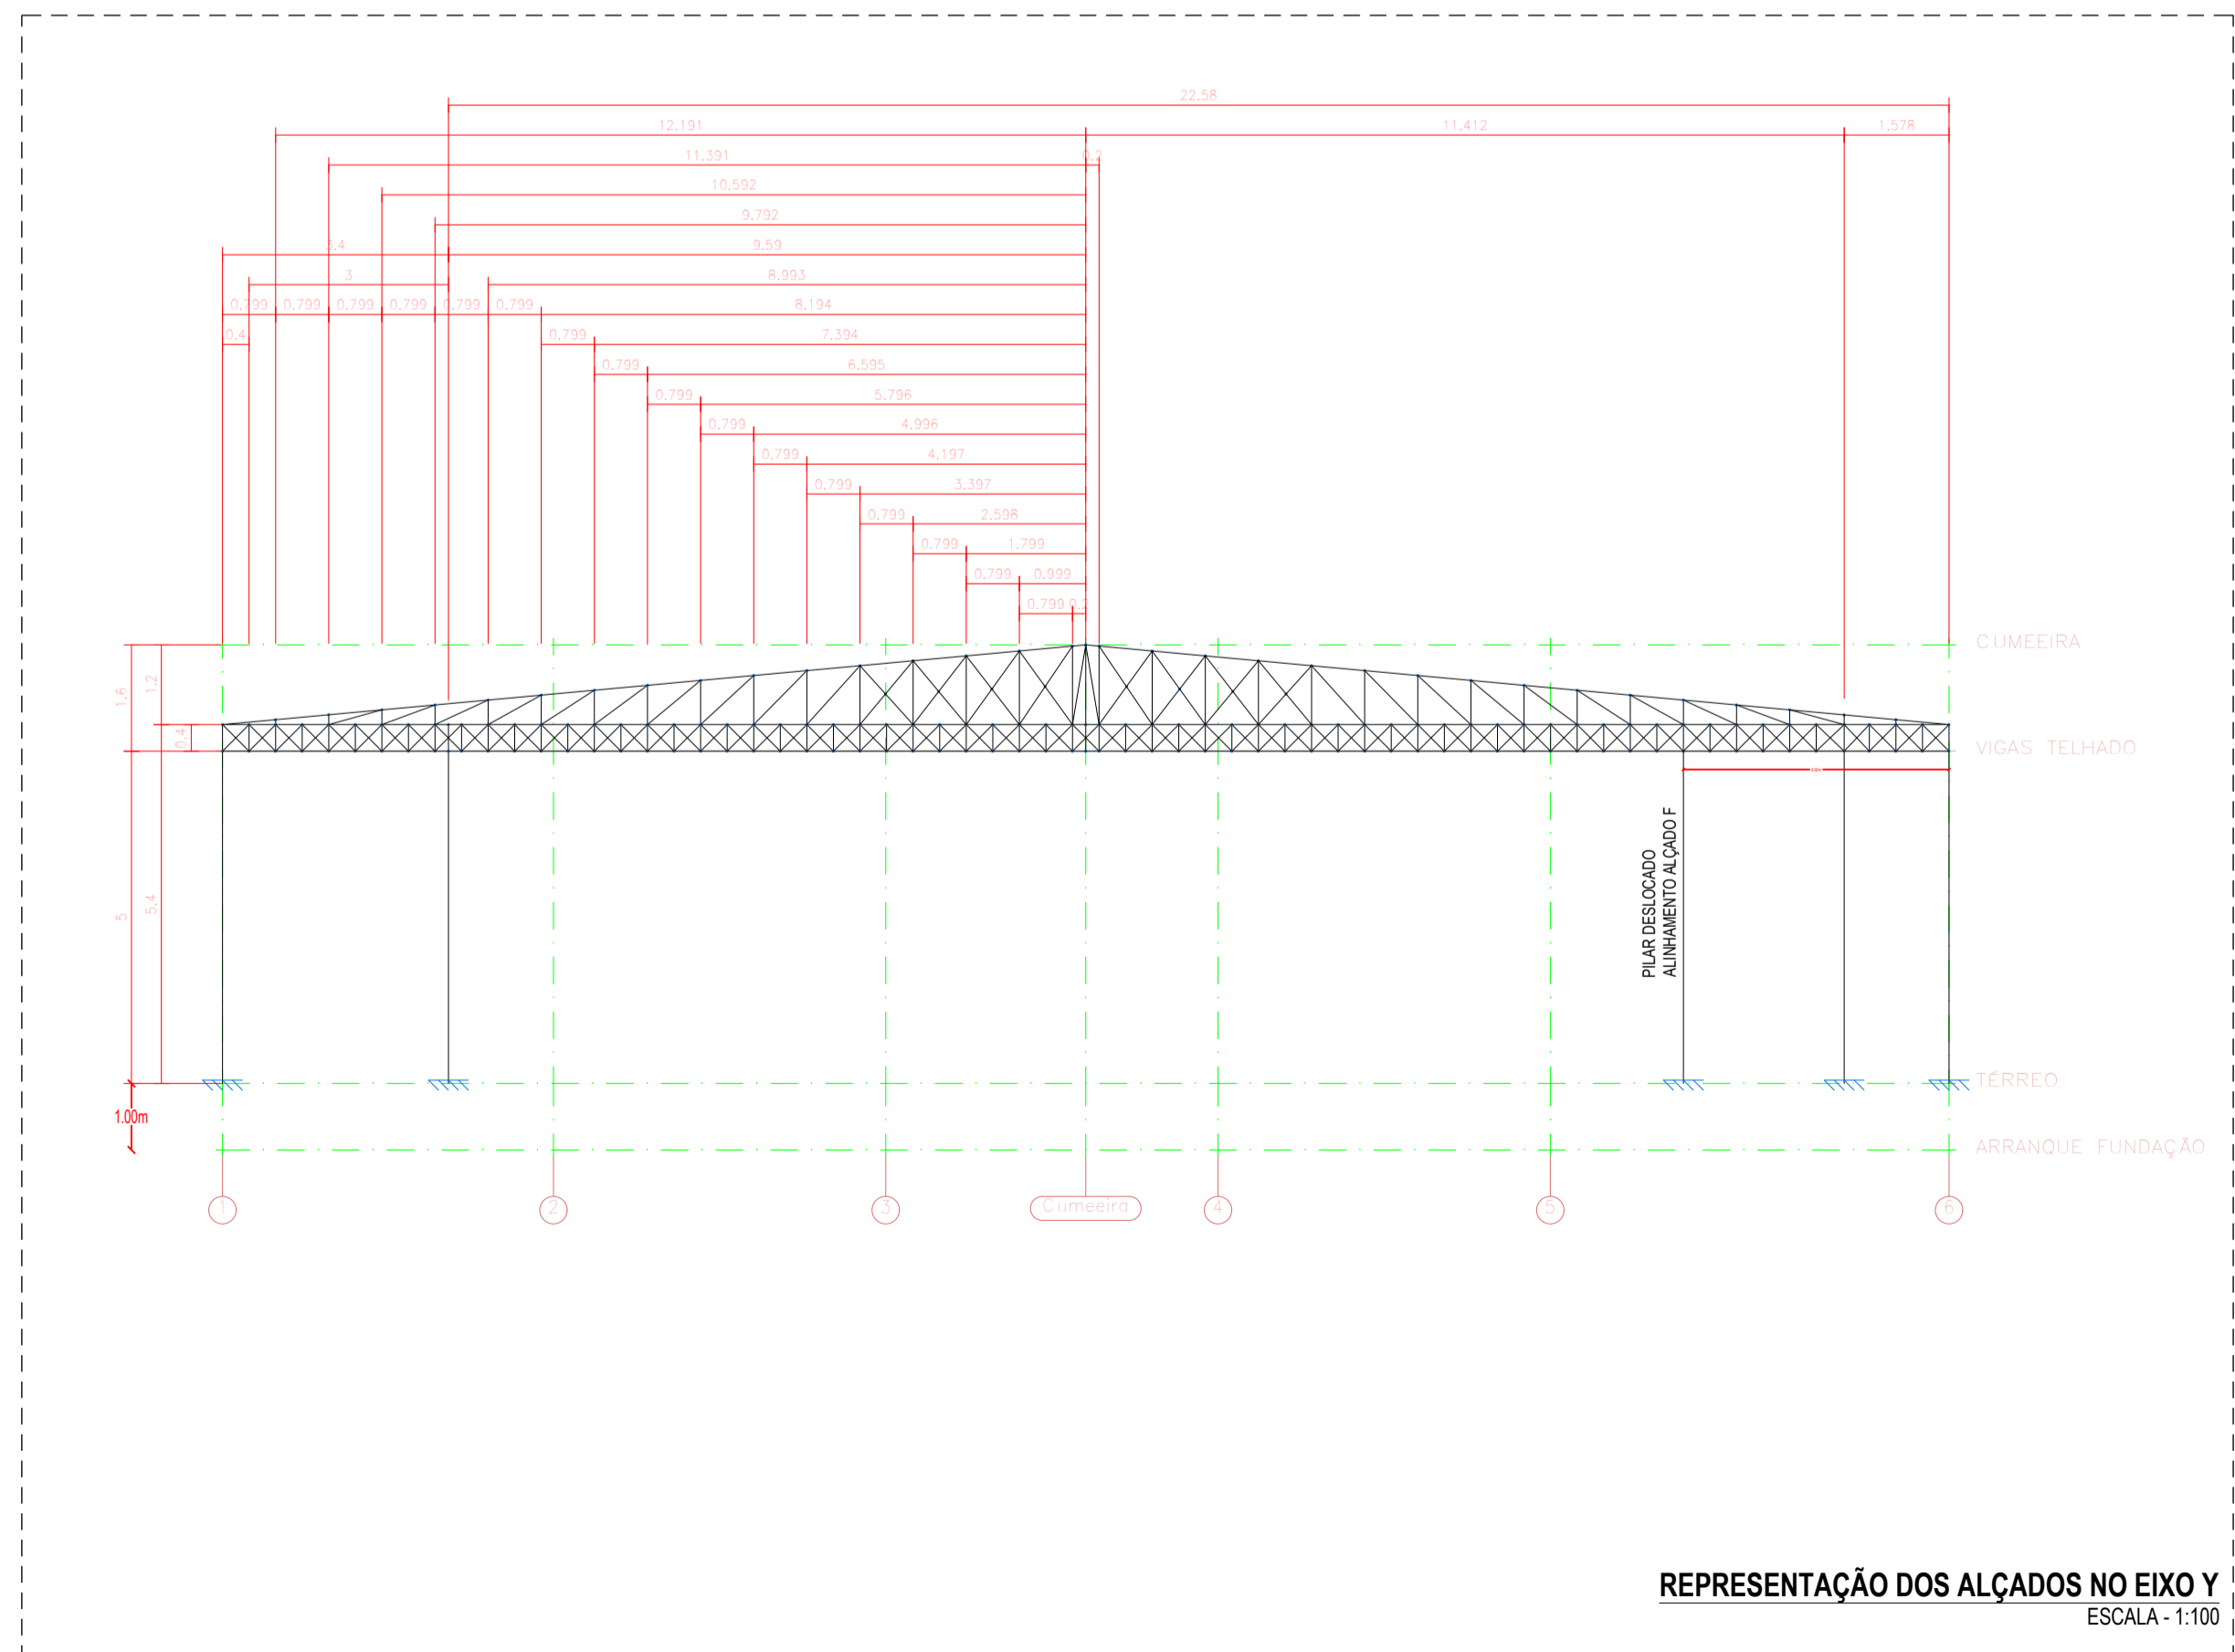 22.58
12.191 11.412 1.578
11.391 0.2
10.592
9.792
3.4 9.59
3 8.993
0.799 0.799 0.799 0.799 0.799 0.799 8.194
0.4 0.799 7.394
0.799 6.595
0.799 5.796
0.799 4.996
0.799 4.197
0.799 3.397
0.799 2.598
0.799 1.799
0.799 0.999
0.799 0.2
CUMEEIRA
1.6 1.2
0.4
VIGAS TELHADO
PILAR DESLOCADO
ALINHAMENTO ALÇADO F
5 5.4
TÉRREO
1.00m
ARRANQUE FUNDAÇÃO
1 2 3 Cumeeira 4 5 6
REPRESENTAÇÃO DOS ALÇADOS NO EIXO Y
ESCALA - 1:100